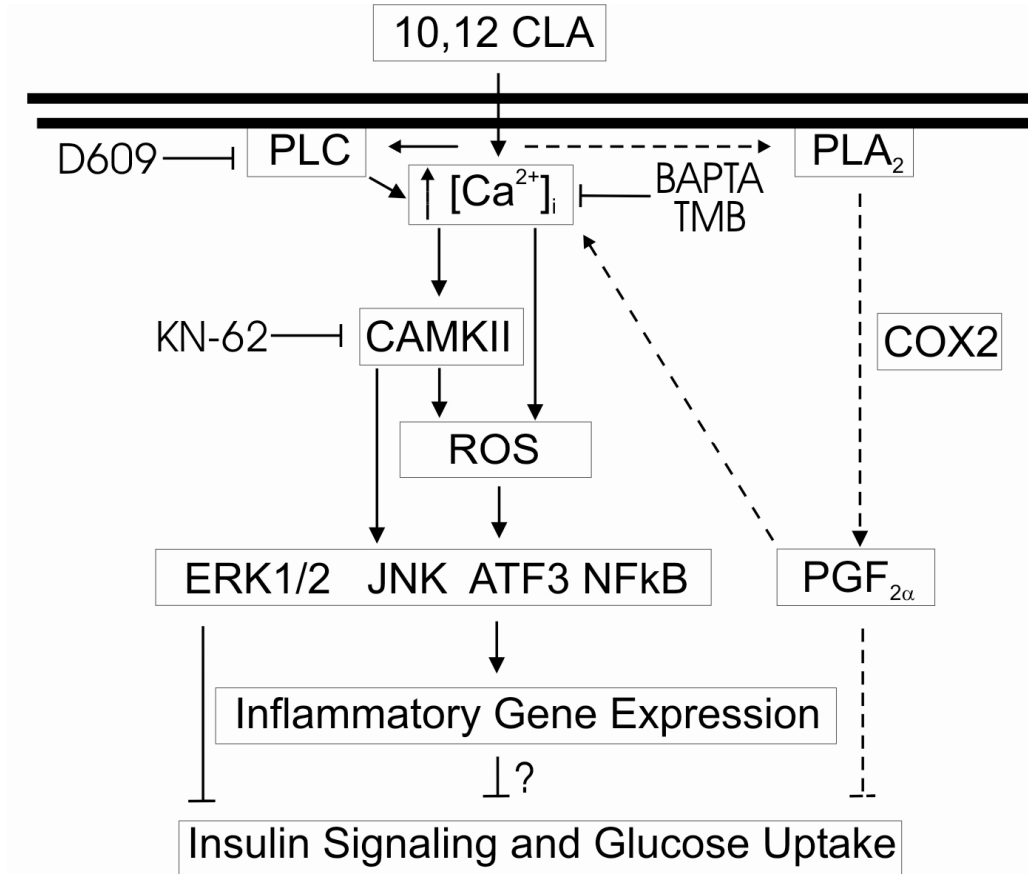 10,12 CLA
D609
PLC
PLA₂
[Ca²⁺]ᵢ
BAPTA
TMB
KN-62
CAMKII
COX2
ROS
ERK1/2 JNK ATF3 NFkB
PGF₂α
Inflammatory Gene Expression
?
Insulin Signaling and Glucose Uptake